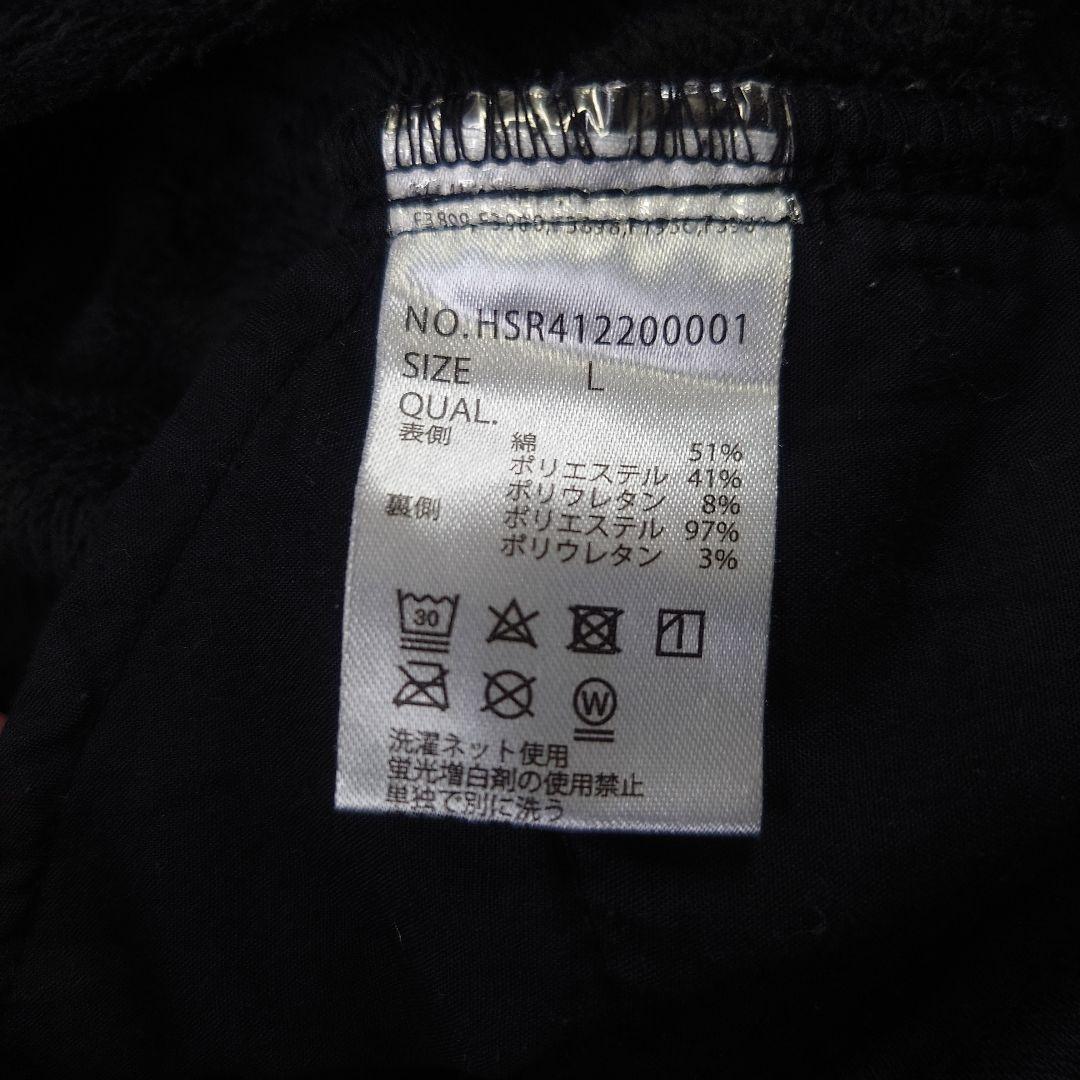 NO.HSR412200001
SIZE L
QUAL.
表側 綿 51%
ポリエステル 41%
ポリウレタン 8%
裏側 ポリエステル 97%
ポリウレタン 3%
30
1
W
洗濯ネット使用
蛍光増白剤の使用禁止
単独で別に洗う